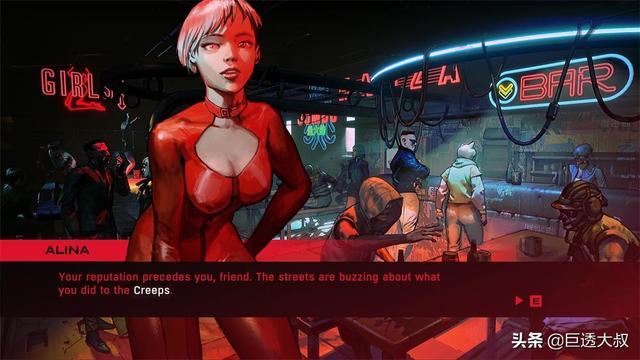 GIRLS
BAR
ALINA
Your reputation precedes you, friend. The streets are buzzing about what
you did to the Creeps.
E
头条 @巨透大叔